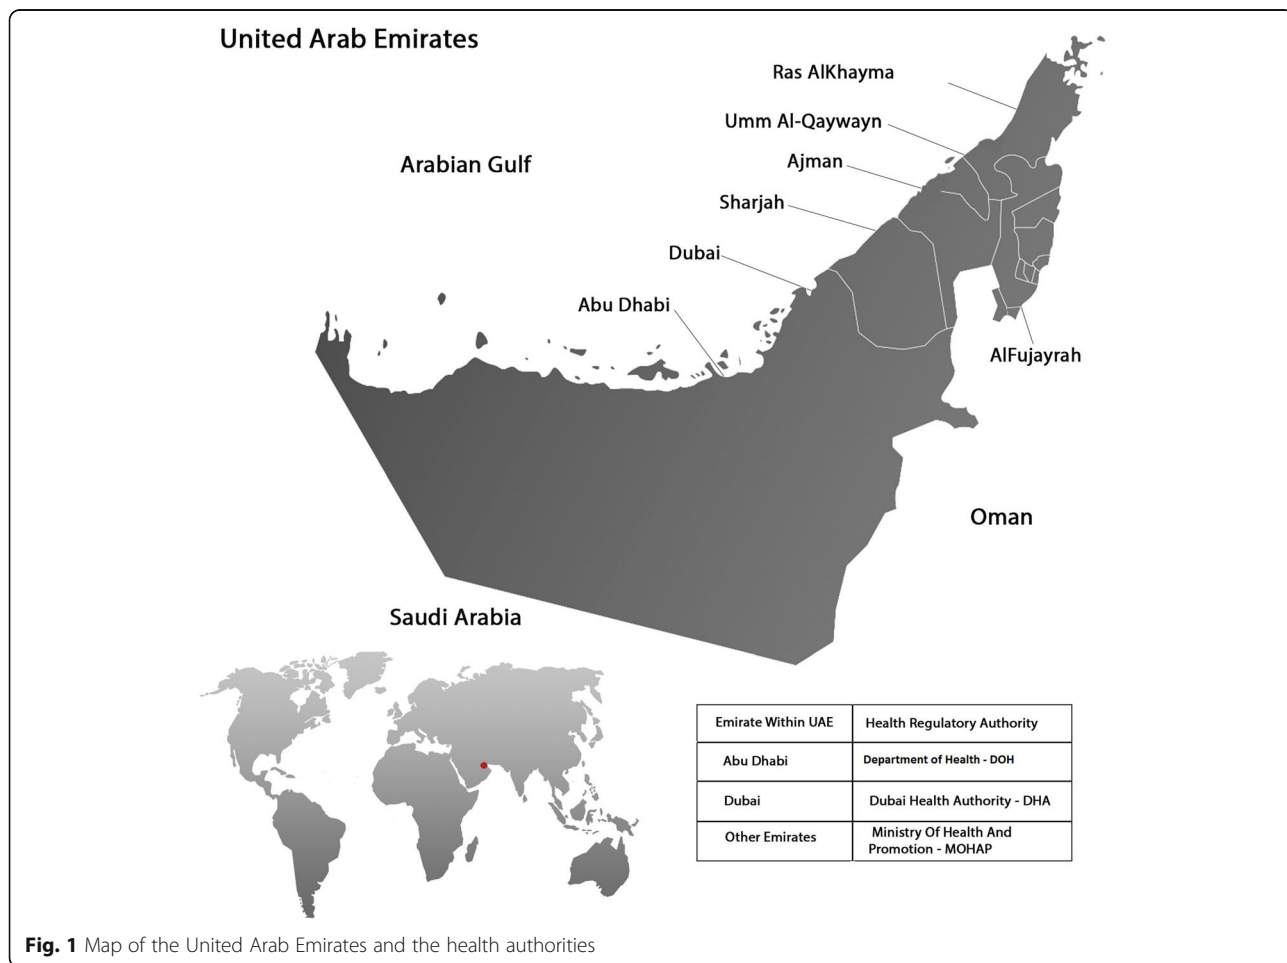 United Arab Emirates
Ras AlKhayma
Umm Al-Qaywayn
Arabian Gulf
Ajman
Sharjah
Dubai
Abu Dhabi
AlFujayrah
Oman
Saudi Arabia
Emirate Within UAE Health Regulatory Authority
Abu Dhabi Department of Health - DOH
Dubai Dubai Health Authority - DHA
Other Emirates Ministry Of Health And
Promotion - MOHAP
Fig. 1 Map of the United Arab Emirates and the health authorities